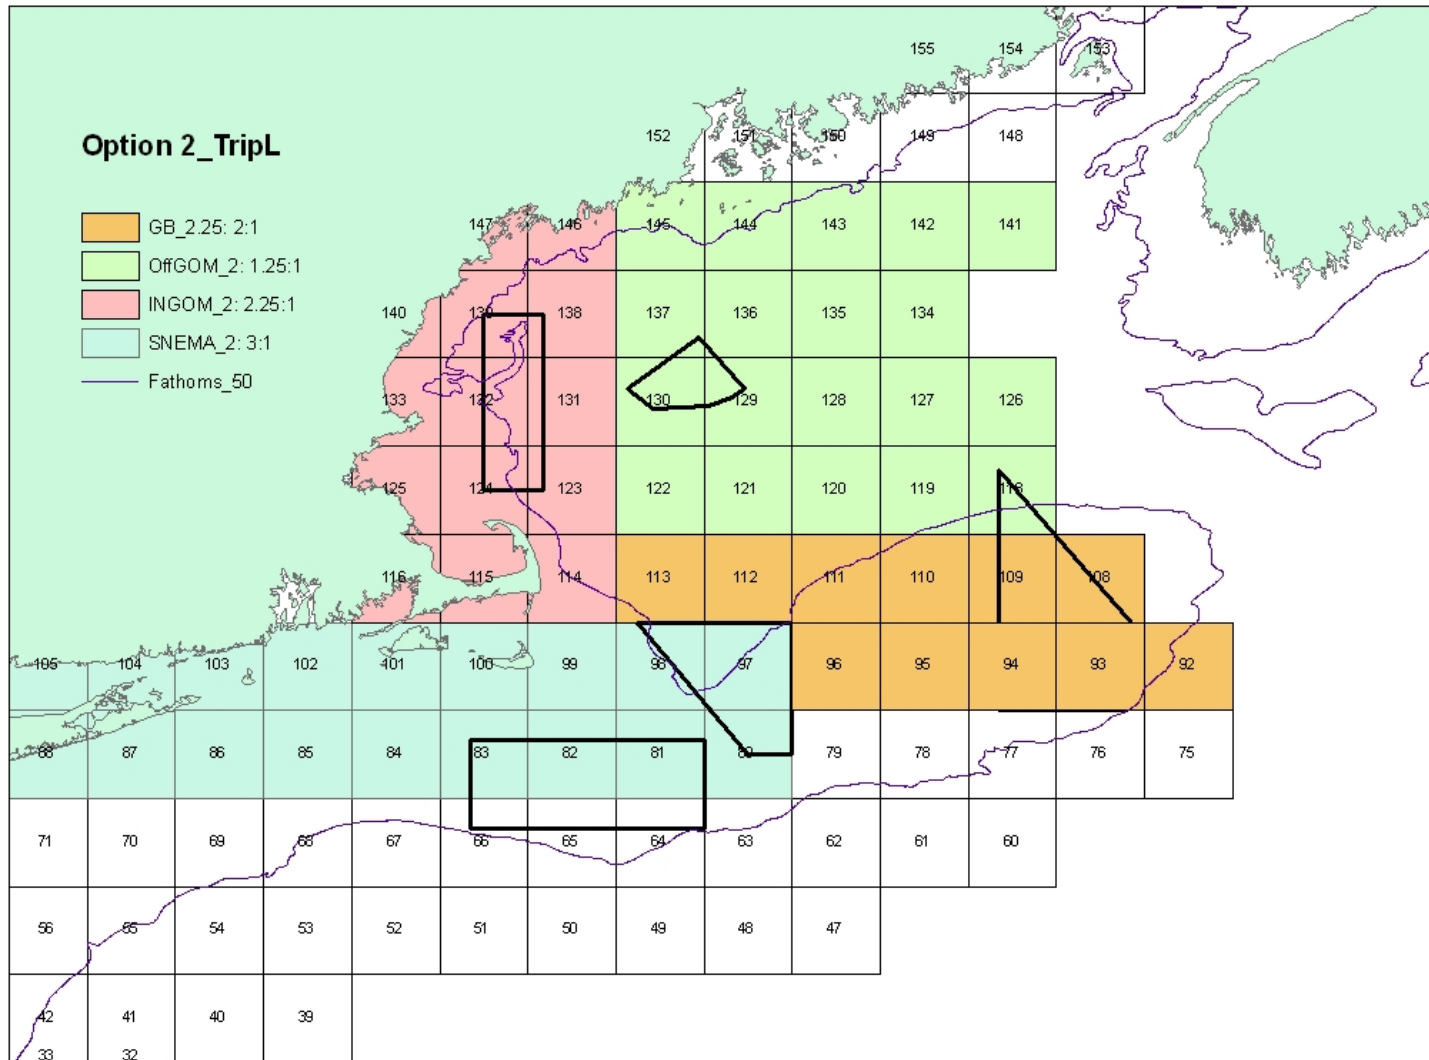 155 154 153
Option 2_TripL
152 151 150 149 148
GB_2.25: 2:1
147 146 145 144 143 142 141
OffGOM_2: 1.25:1
INGOM_2: 2.25:1
140 139 138 137 136 135 134
SNEMA_2: 3:1
Fathoms_50
133 132 131 130 129 128 127 126
125 124 123 122 121 120 119 118
116 115 114 113 112 111 110 109 108
105 104 103 102 101 100 99 98 97 96 95 94 93 92
88 87 86 85 84 83 82 81 80 79 78 77 76 75
71 70 69 68 67 66 65 64 63 62 61 60
56 55 54 53 52 51 50 49 48 47
42 41 40 39
33 32